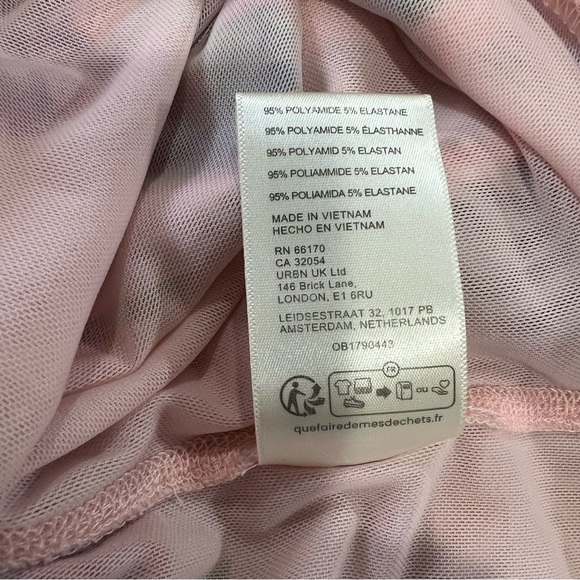 95% POLYAMIDE 5% ELASTANE
95% POLYAMIDE 5% ÉLASTHANNE
95% POLYAMID 5% ELASTAN
95% POLIAMMIDE 5% ELASTAN
95% POLIAMIDA 5% ELASTANE
MADE IN VIETNAM
HECHO EN VIETNAM
RN 66170
CA 32054
URBN UK Ltd
146 Brick Lane,
LONDON, E1 6RU
LEIDSESTRAAT 32, 1017 PB
AMSTERDAM, NETHERLANDS
OB1790443
FR
ou
quefairedemesdechets.fr